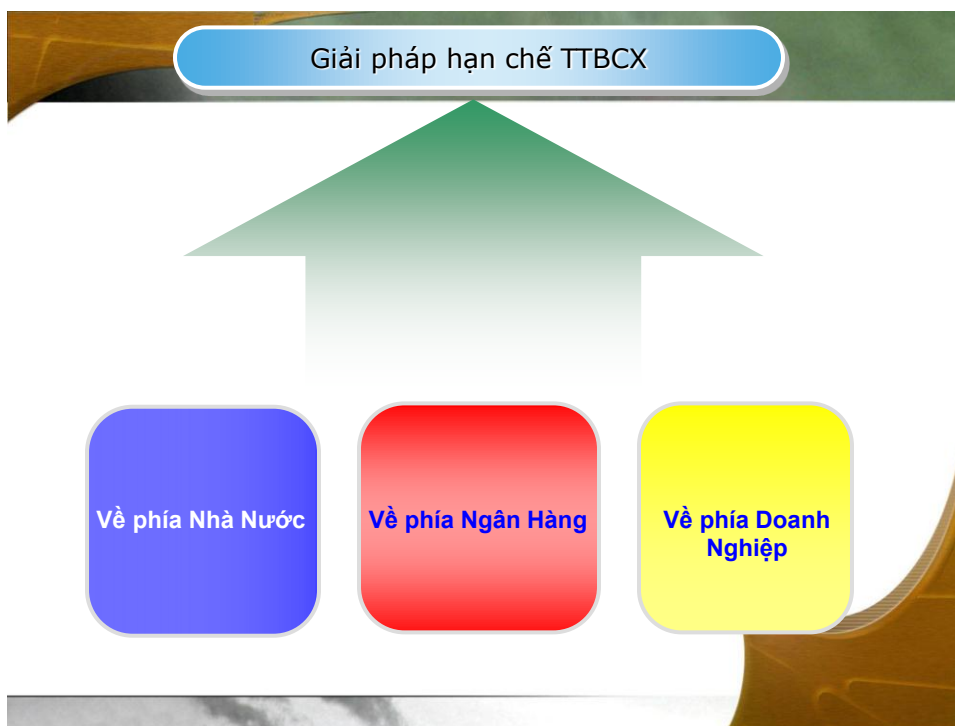 Giải pháp hạn chế TTBCX
Về phía Nhà Nước
Về phía Ngân Hàng
Về phía Doanh
Nghiệp